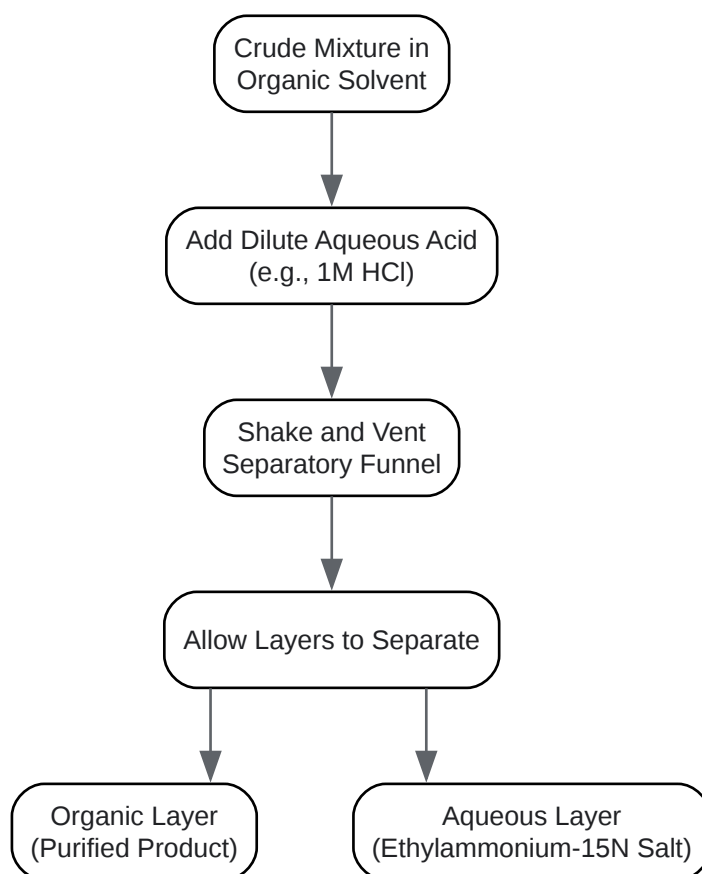 Crude Mixture in
Organic Solvent
Add Dilute Aqueous Acid
(e.g., 1M HCl)
Shake and Vent
Separatory Funnel
Allow Layers to Separate
Organic Layer
(Purified Product)
Aqueous Layer
(Ethylammonium-15N Salt)